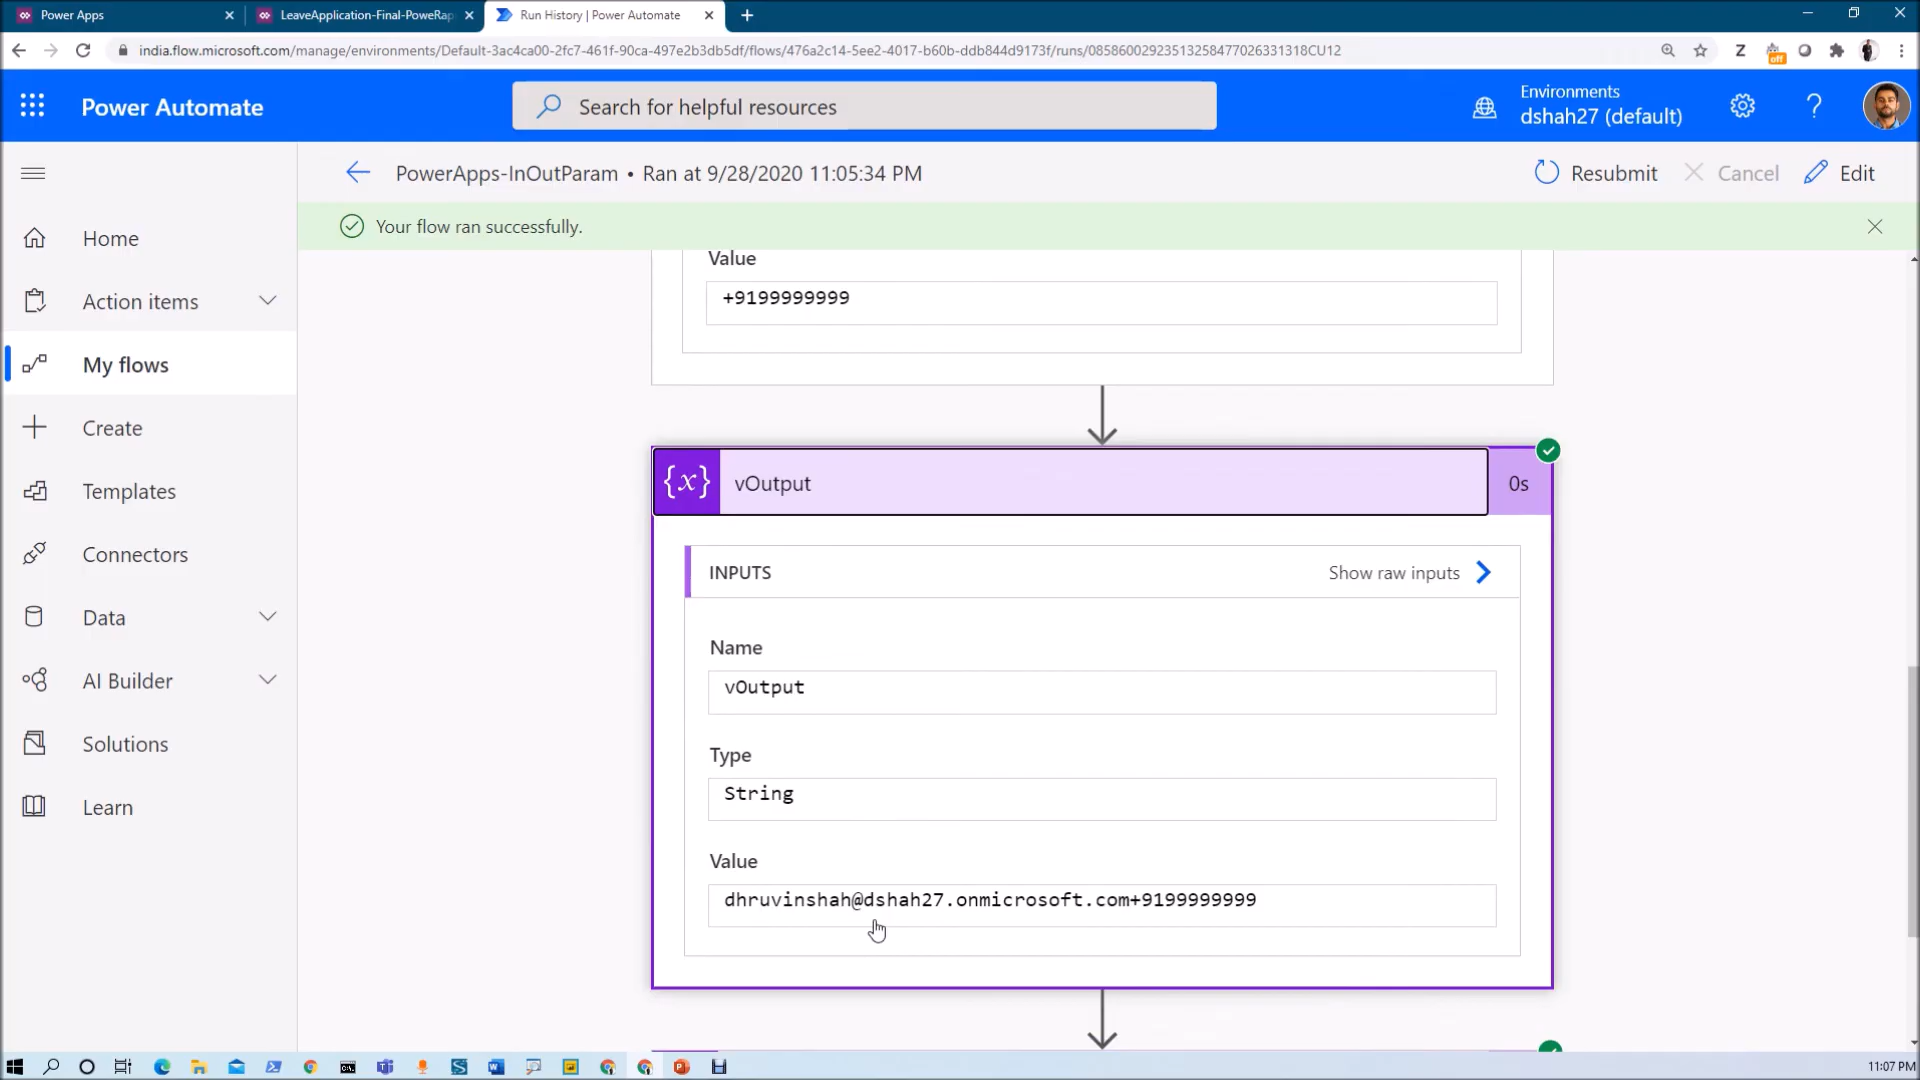 Power Apps
LeaveApplication-Final-PoweRap
Run History | Power Automate
india.flow.microsoft.com/manage/environments/Default-3ac4ca00-2fc7-461f-90ca-497e2b3db5df/flows/476a2c14-5ee2-4017-b60b-ddb844d9173f/runs/08586002923513258477026331318CU12
Z
off
Power Automate
Search for helpful resources
Environments
dshah27 (default)
PowerApps-InOutParam • Ran at 9/28/2020 11:05:34 PM
Resubmit
Cancel
Edit
Your flow ran successfully.
Home
Action items
My flows
Create
Templates
Connectors
Data
AI Builder
Solutions
Learn
Value
+9199999999
{x}
vOutput
0s
INPUTS
Show raw inputs
Name
vOutput
Type
String
Value
dhruvinshah@dshah27.onmicrosoft.com+9199999999
11:07 PM